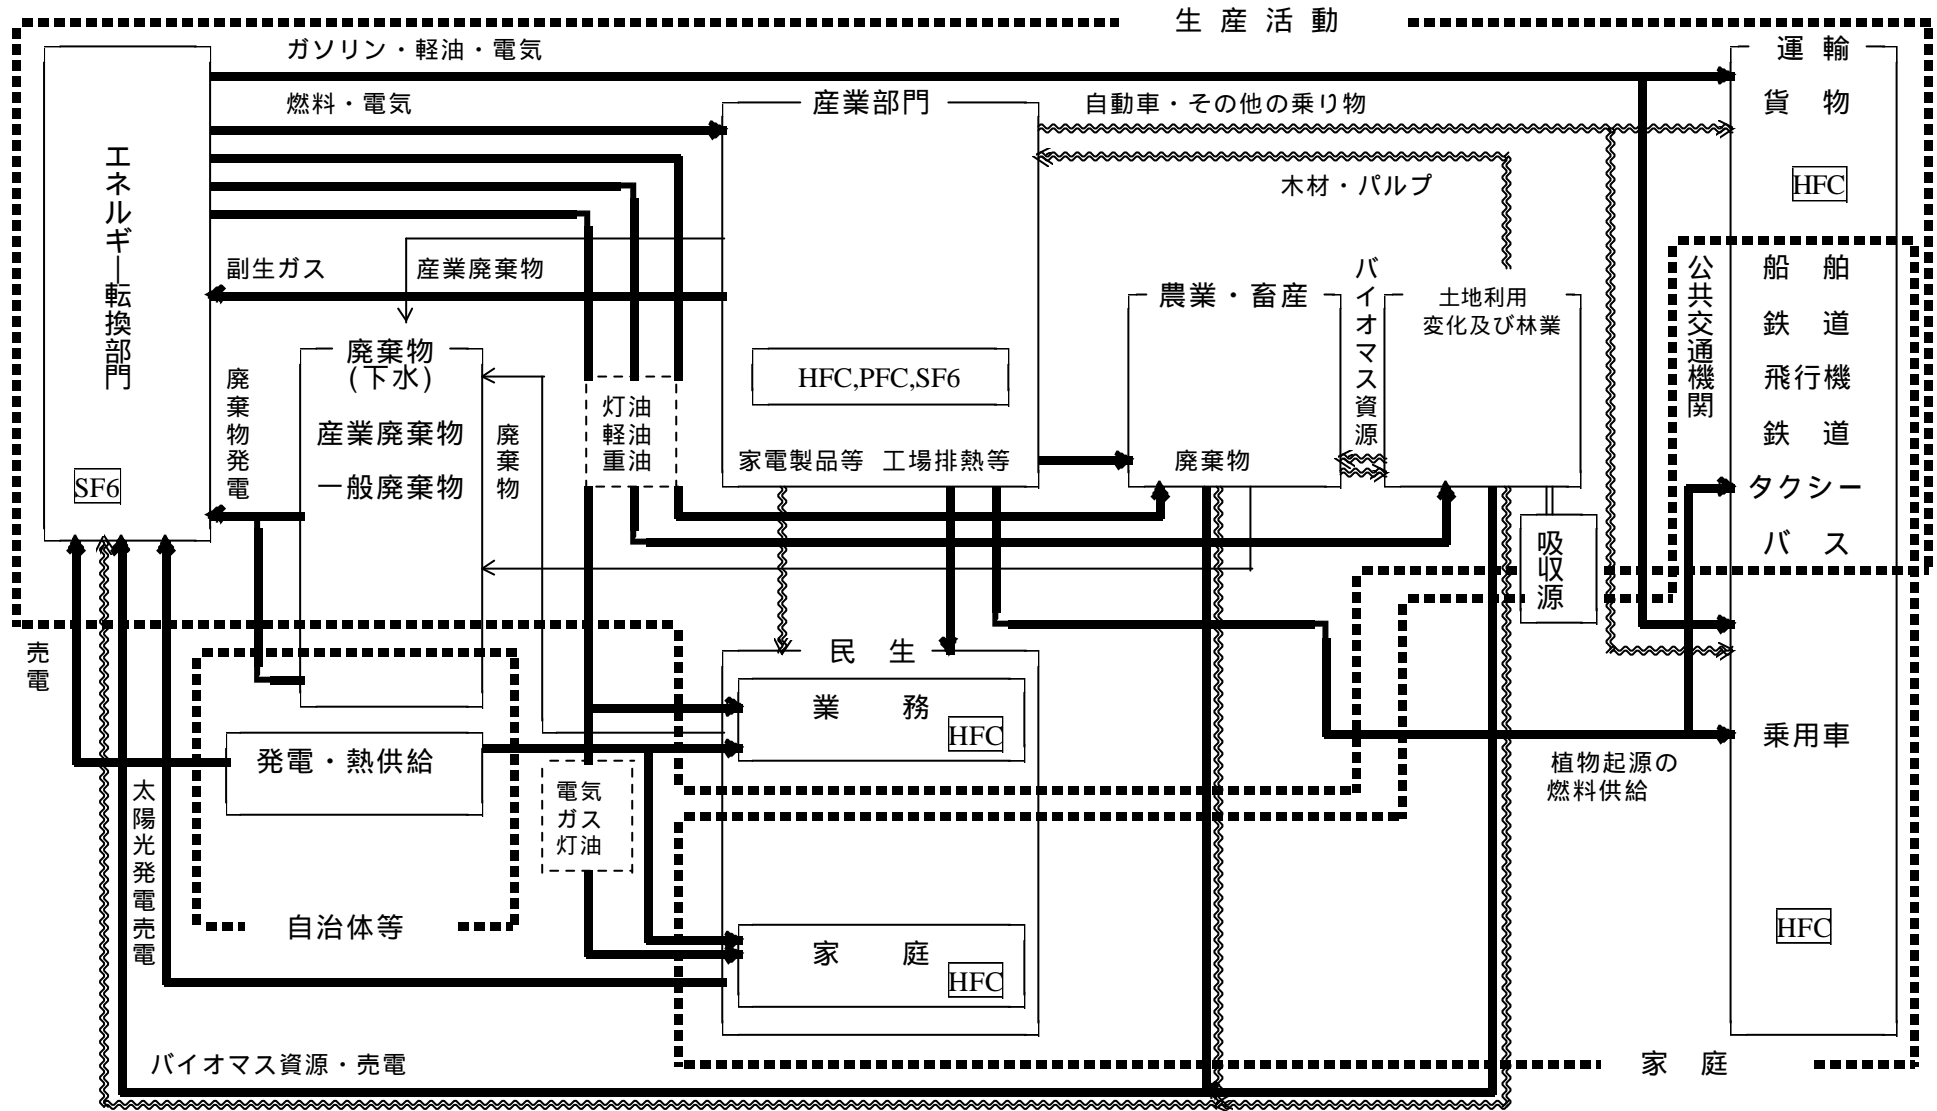 生産活動
ガソリン・軽油・電気
燃料・電気
エネルギー転換部門
SF6
副生ガス
産業廃棄物
廃棄物発電
廃棄物
(下水)
産業廃棄物
一般廃棄物
廃棄物
灯油
軽油
重油
産業部門
HFC,PFC,SF6
家電製品等 工場排熱等
自動車・その他の乗り物
木材・パルプ
農業・畜産
廃棄物
バイオマス資源
土地利用
変化及び林業
吸収源
運輸
貨物
HFC
公共交通機関
船舶
鉄道
飛行機
鉄道
タクシー
バス
乗用車
HFC
植物起源の
燃料供給
売電
太陽光発電売電
発電・熱供給
自治体等
電気
ガス
灯油
民生
業務
HFC
家庭
HFC
バイオマス資源・売電
家庭